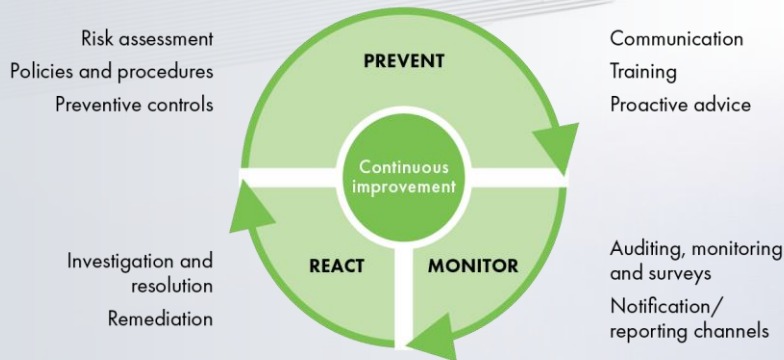 Risk assessment
Policies and procedures
Preventive controls
PREVENT
Communication
Training
Proactive advice
Continuous
improvement
Investigation and
resolution
Remediation
REACT
MONITOR
Auditing, monitoring
and surveys
Notification/
reporting channels